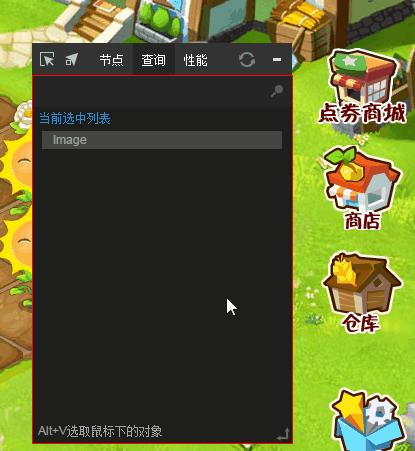 节点 查询 性能
当前选中列表
Image
Alt+V选取鼠标下的对象
点券商城
商店
仓库